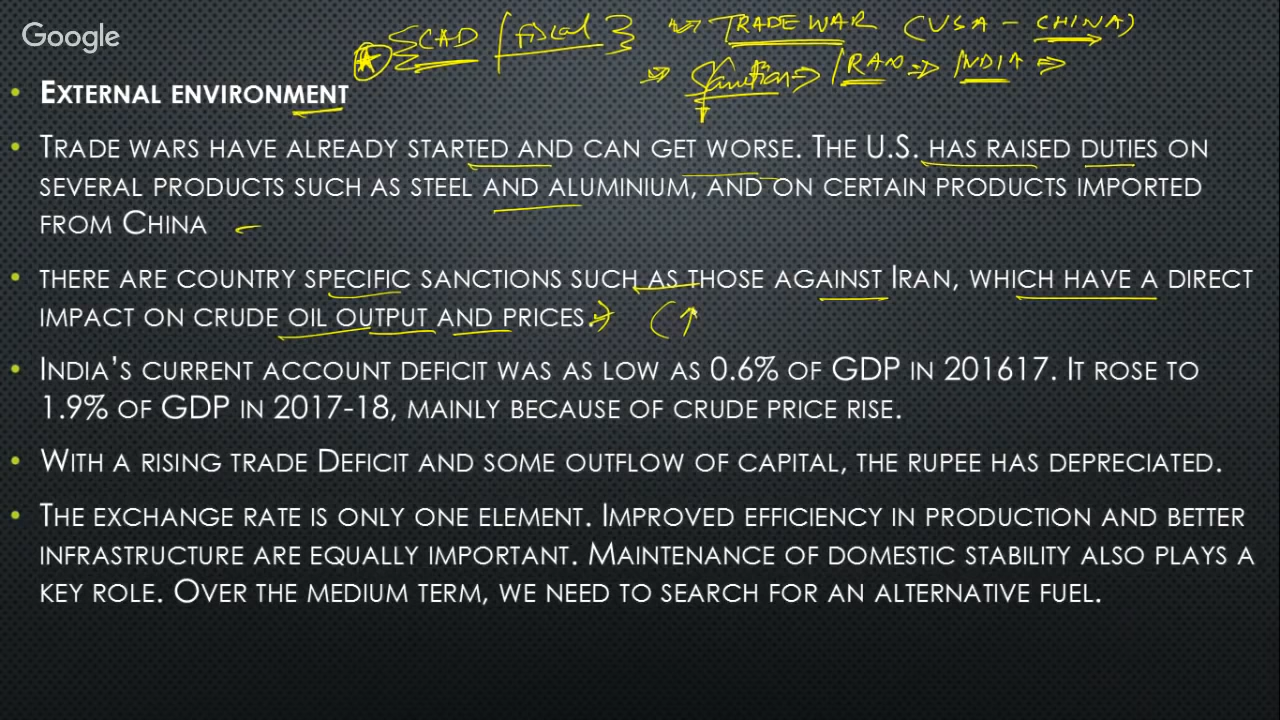 Google
CAD [Fiscal } TRADE WAR (USA - CHINA)
Sanction => IRAN => INDIA =>
• EXTERNAL ENVIRONMENT
• TRADE WARS HAVE ALREADY STARTED AND CAN GET WORSE. THE U.S. HAS RAISED DUTIES ON
SEVERAL PRODUCTS SUCH AS STEEL AND ALUMINIUM, AND ON CERTAIN PRODUCTS IMPORTED
FROM CHINA
• THERE ARE COUNTRY SPECIFIC SANCTIONS SUCH AS THOSE AGAINST IRAN, WHICH HAVE A DIRECT
IMPACT ON CRUDE OIL OUTPUT AND PRICES.
• INDIA'S CURRENT ACCOUNT DEFICIT WAS AS LOW AS 0.6% OF GDP IN 201617. IT ROSE TO
1.9% OF GDP IN 2017-18, MAINLY BECAUSE OF CRUDE PRICE RISE.
• WITH A RISING TRADE DEFICIT AND SOME OUTFLOW OF CAPITAL, THE RUPEE HAS DEPRECIATED.
• THE EXCHANGE RATE IS ONLY ONE ELEMENT. IMPROVED EFFICIENCY IN PRODUCTION AND BETTER
INFRASTRUCTURE ARE EQUALLY IMPORTANT. MAINTENANCE OF DOMESTIC STABILITY ALSO PLAYS A
KEY ROLE. OVER THE MEDIUM TERM, WE NEED TO SEARCH FOR AN ALTERNATIVE FUEL.